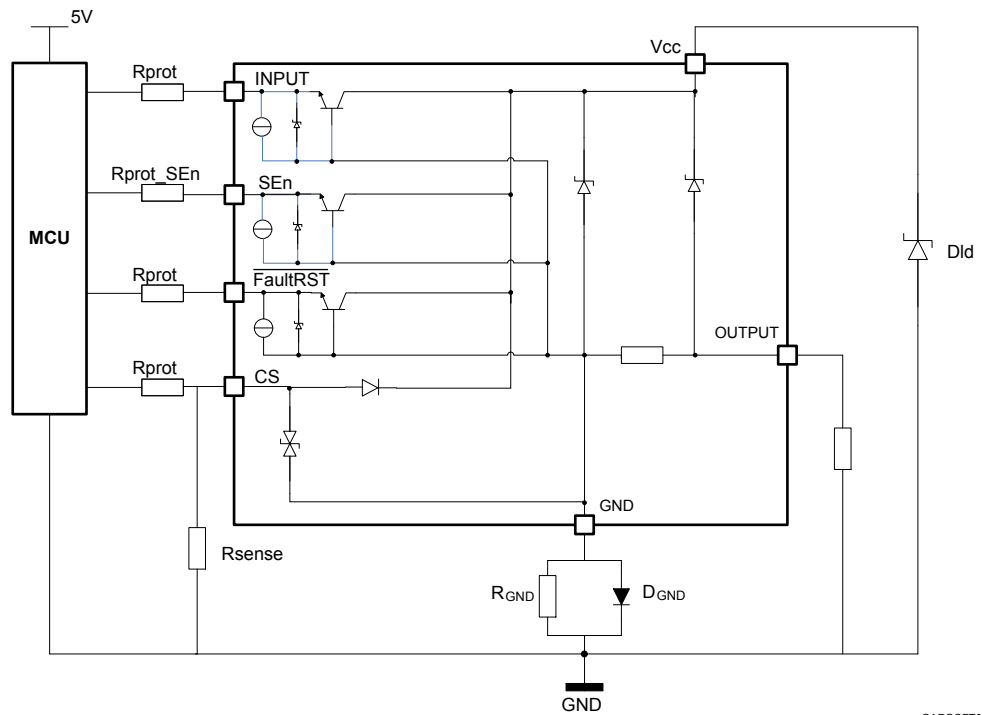 5V
Vcc
Rprot
INPUT
Rprot_SEn
SEn
MCU
Dld
Rprot
FaultRST
OUTPUT
Rprot
CS
GND
Rsense
RGND
DGND
GND